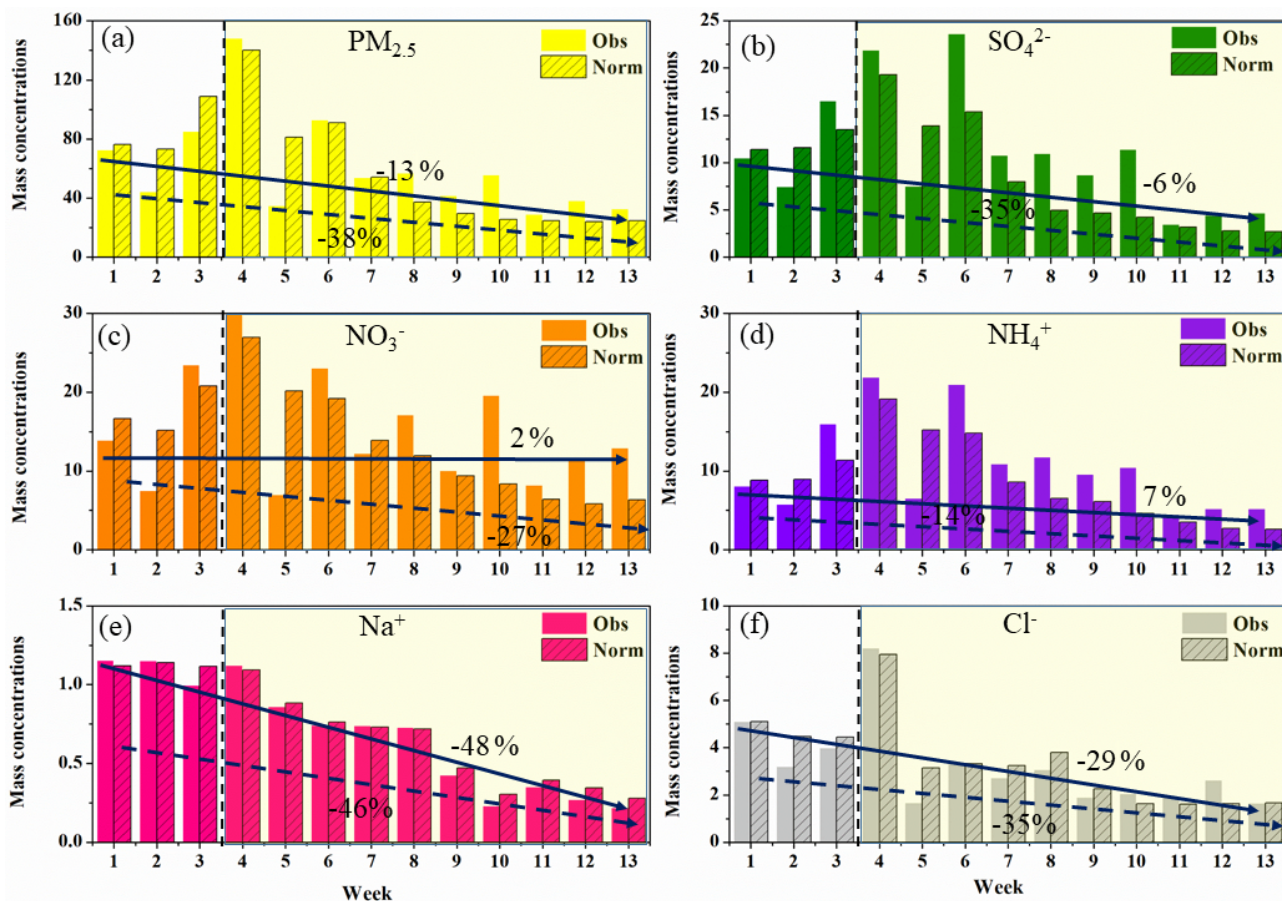 (a)
PM2.5
Obs
Norm
Mass concentrations
160
120
80
40
0
-13%
-38%
1 2 3 4 5 6 7 8 9 10 11 12 13
(b)
SO4^2-
Obs
Norm
Mass concentrations
25
20
15
10
5
0
-6%
-35%
1 2 3 4 5 6 7 8 9 10 11 12 13
(c)
NO3^-
Obs
Norm
Mass concentrations
30
20
10
0
2%
-27%
1 2 3 4 5 6 7 8 9 10 11 12 13
(d)
NH4^+
Obs
Norm
Mass concentrations
30
20
10
0
7%
-14%
1 2 3 4 5 6 7 8 9 10 11 12 13
(e)
Na^+
Obs
Norm
Mass concentrations
1.5
1.0
0.5
0.0
-48%
-46%
1 2 3 4 5 6 7 8 9 10 11 12 13
Week
(f)
Cl^-
Obs
Norm
Mass concentrations
10
8
6
4
2
0
-29%
-35%
1 2 3 4 5 6 7 8 9 10 11 12 13
Week